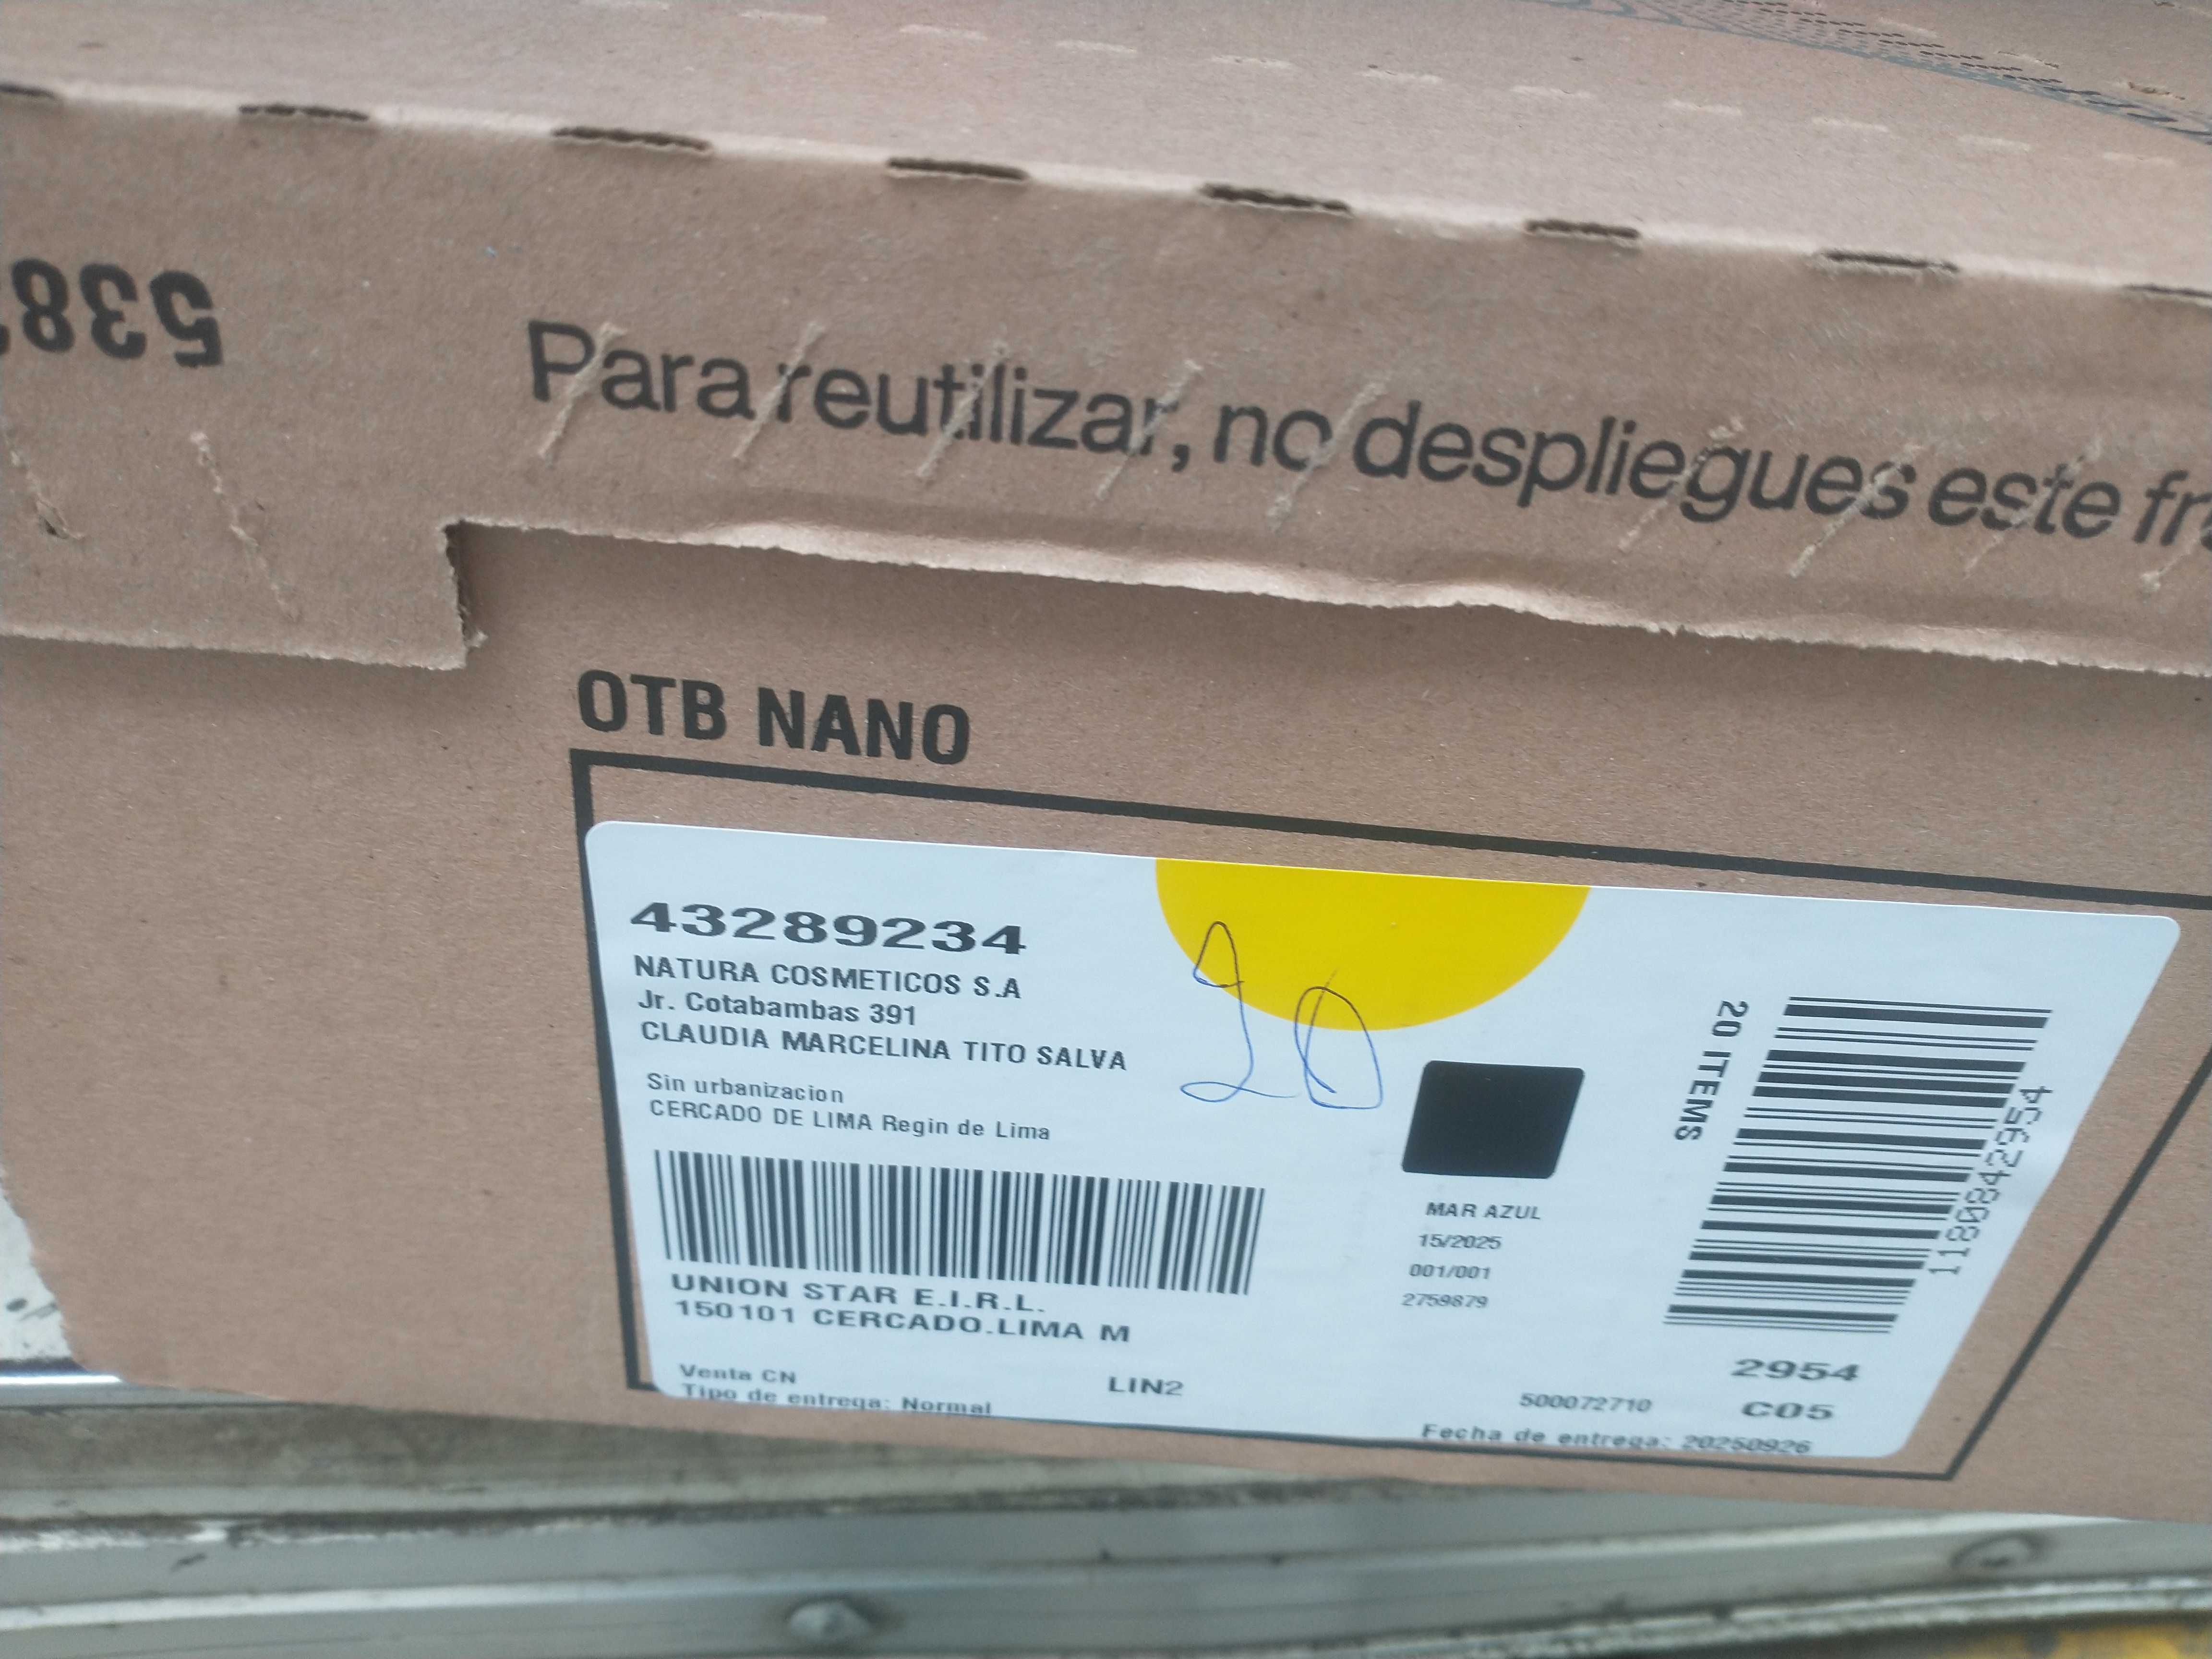 538
Para reutilizar, no despliegues este fr
OTB NANO
43289234
NATURA COSMETICOS S.A
Jr. Cotabambas 391
CLAUDIA MARCELINA TITO SALVA
Sin urbanizacion
CERCADO DE LIMA Regin de Lima
UNION STAR E.I.R.L.
150101 CERCADO.LIMA M
Venta CN
LIN2
Tipo de entrega: Normal
20
MAR AZUL
15/2025
001/001
2759879
20 ITEMS
1180842954
2954
500072710
C05
Fecha de entrega: 20250926